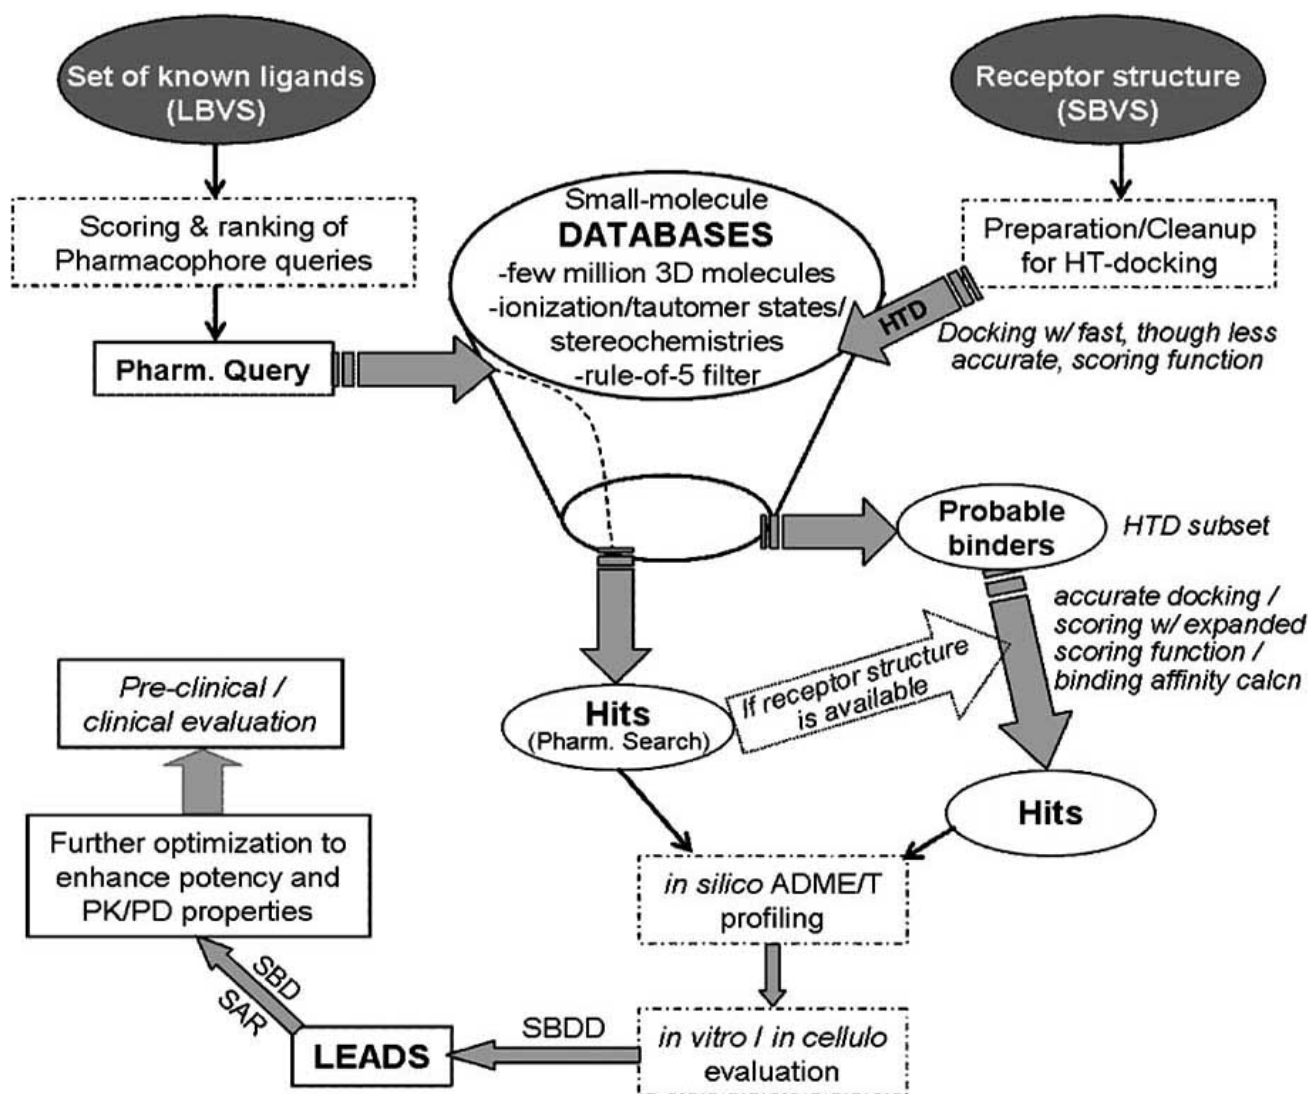 Set of known ligands
(LBVS)
Receptor structure
(SBVS)
Scoring & ranking of
Pharmacophore queries
Pharm. Query
Small-molecule
DATABASES
-few million 3D molecules
-ionization/tautomer states/
stereochemistries
-rule-of-5 filter
Preparation/Cleanup
for HT-docking
HTD
Docking w/ fast, though less
accurate, scoring function
Probable
binders
HTD subset
accurate docking /
scoring w/ expanded
scoring function /
binding affinity calcn
If receptor structure
is available
Hits
(Pharm. Search)
Hits
in silico ADME/T
profiling
in vitro / in cellulo
evaluation
SBDD
LEADS
SBD
SAR
Further optimization to
enhance potency and
PK/PD properties
Pre-clinical /
clinical evaluation